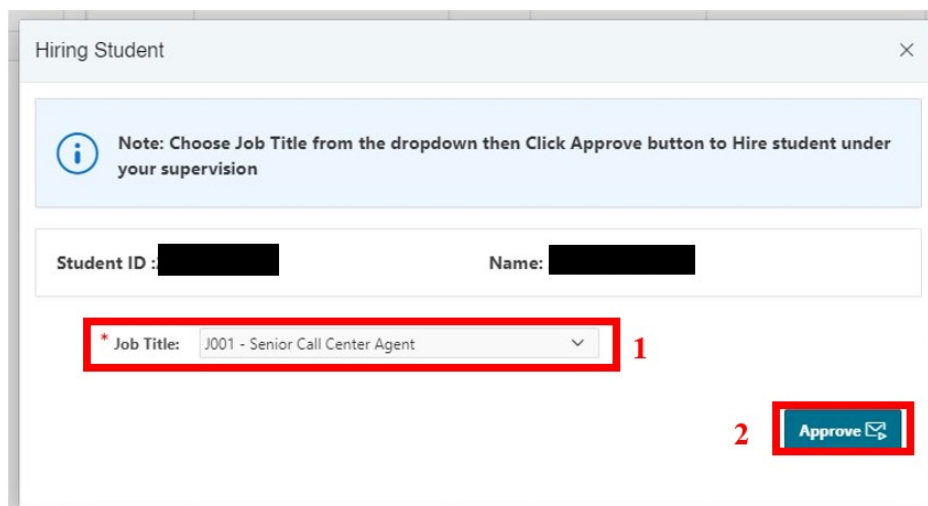 Hiring Student
Note: Choose Job Title from the dropdown then Click Approve button to Hire student under
your supervision
Student ID : Name:
* Job Title: J001 - Senior Call Center Agent 1
2 Approve